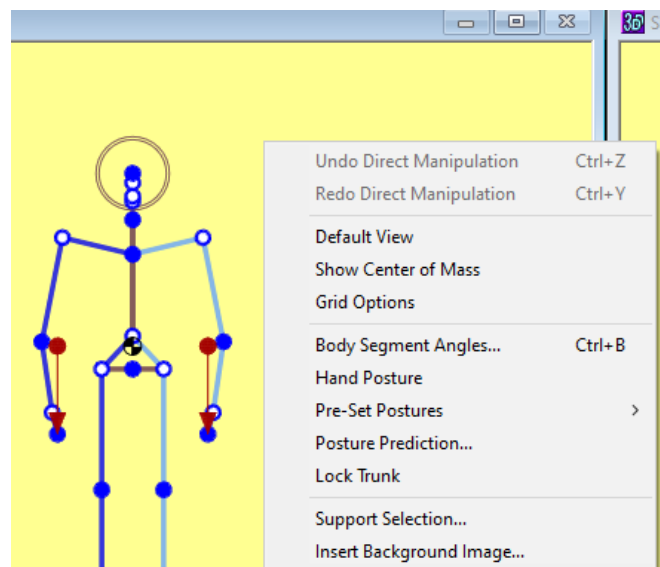 3D S
Undo Direct Manipulation Ctrl+Z
Redo Direct Manipulation Ctrl+Y
Default View
Show Center of Mass
Grid Options
Body Segment Angles... Ctrl+B
Hand Posture
Pre-Set Postures
Posture Prediction...
Lock Trunk
Support Selection...
Insert Background Image...